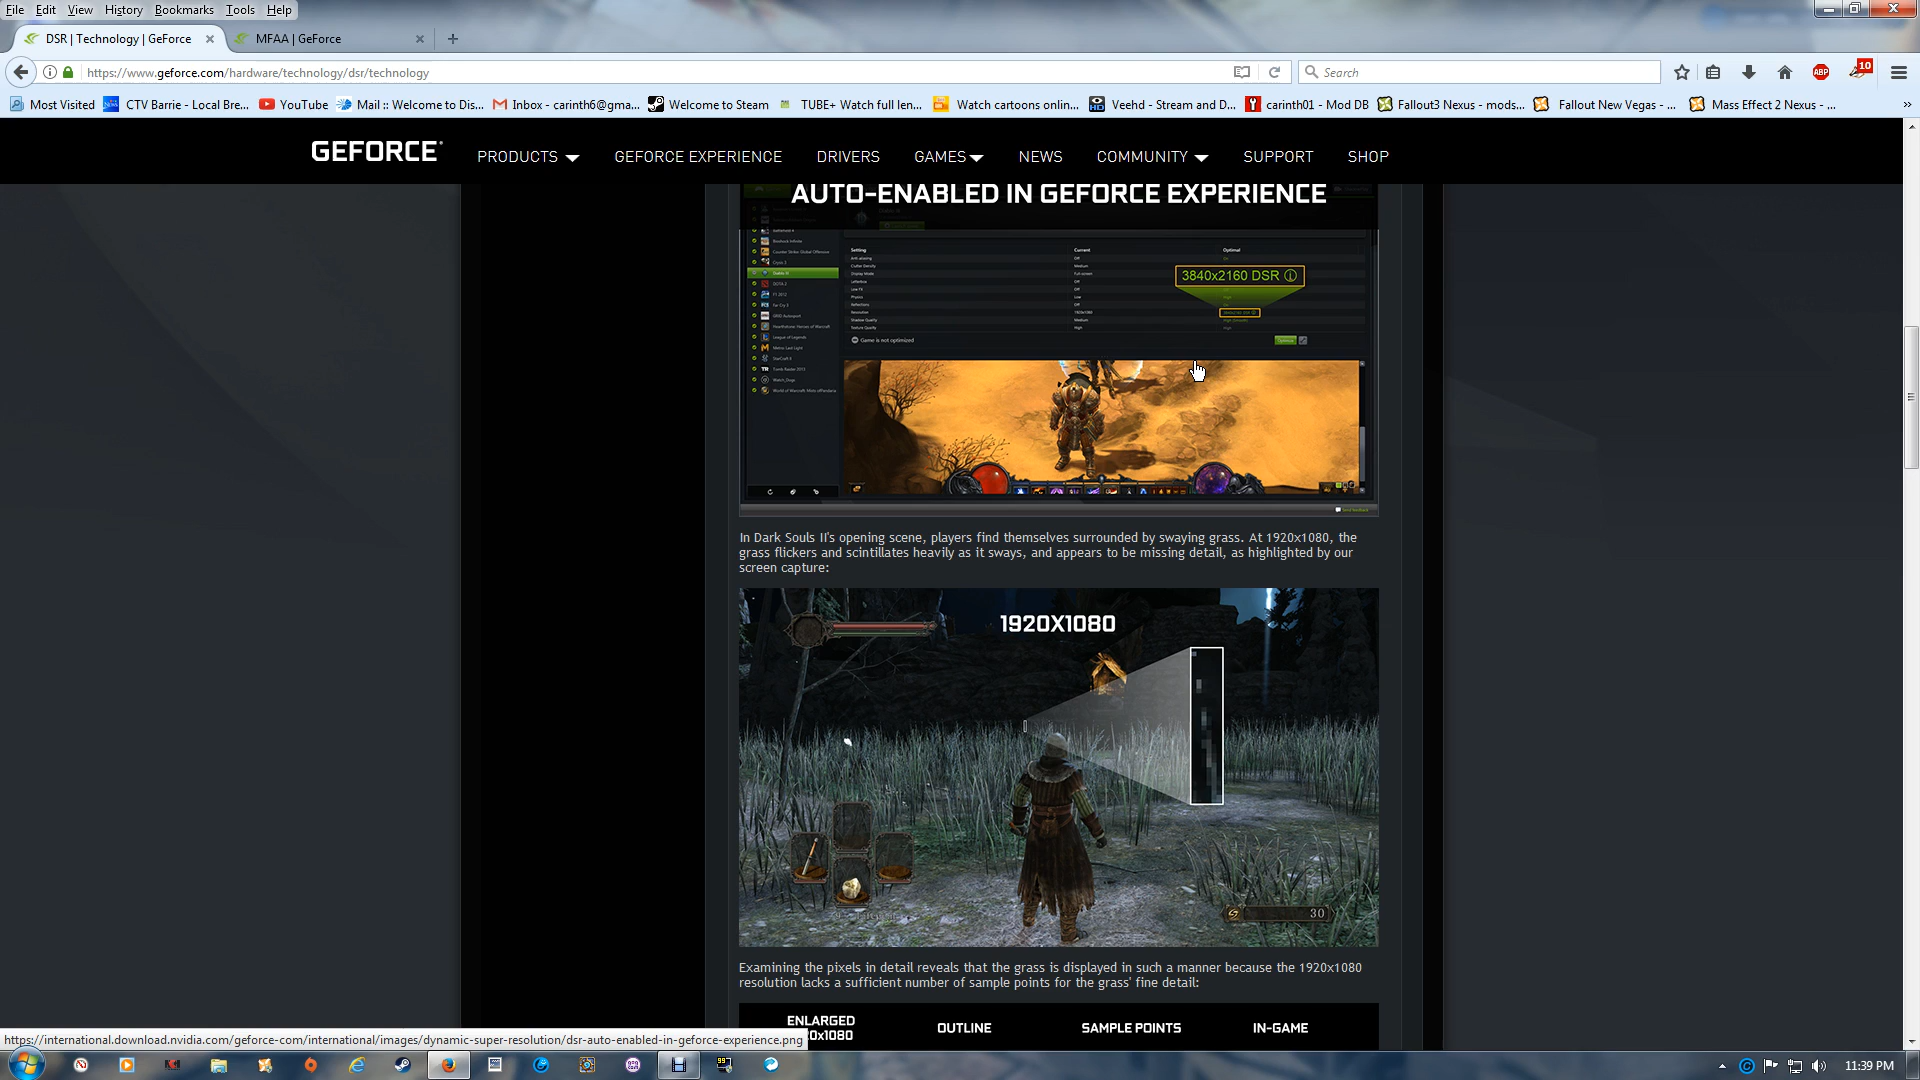 File Edit View History Bookmarks Tools Help
DSR | Technology | GeForce
MFAA | GeForce
https://www.geforce.com/hardware/technology/dsr/technology
Search
10
ABP
Most Visited
CTV Barrie - Local Bre...
YouTube
Mail :: Welcome to Dis...
Inbox - carinth6@gma...
Welcome to Steam
TUBE+ Watch full len...
Watch cartoons onlin...
Veehd - Stream and D...
carinth01 - Mod DB
Fallout3 Nexus - mods...
Fallout New Vegas - ...
Mass Effect 2 Nexus - ...
GEFORCE
PRODUCTS
GEFORCE EXPERIENCE
DRIVERS
GAMES
NEWS
COMMUNITY
SUPPORT
SHOP
AUTO-ENABLED IN GEFORCE EXPERIENCE
Setting Current Optimal
3840x2160 DSR
Game is not optimized
In Dark Souls II's opening scene, players find themselves surrounded by swaying grass. At 1920x1080, the
grass flickers and scintillates heavily as it sways, and appears to be missing detail, as highlighted by our
screen capture:
1920X1080
30
Examining the pixels in detail reveals that the grass is displayed in such a manner because the 1920x1080
resolution lacks a sufficient number of sample points for the grass' fine detail:
ENLARGED
OUTLINE
SAMPLE POINTS
IN-GAME
https://international.download.nvidia.com/geforce-com/international/images/dynamic-super-resolution/dsr-auto-enabled-in-geforce-experience.png
11:39 PM